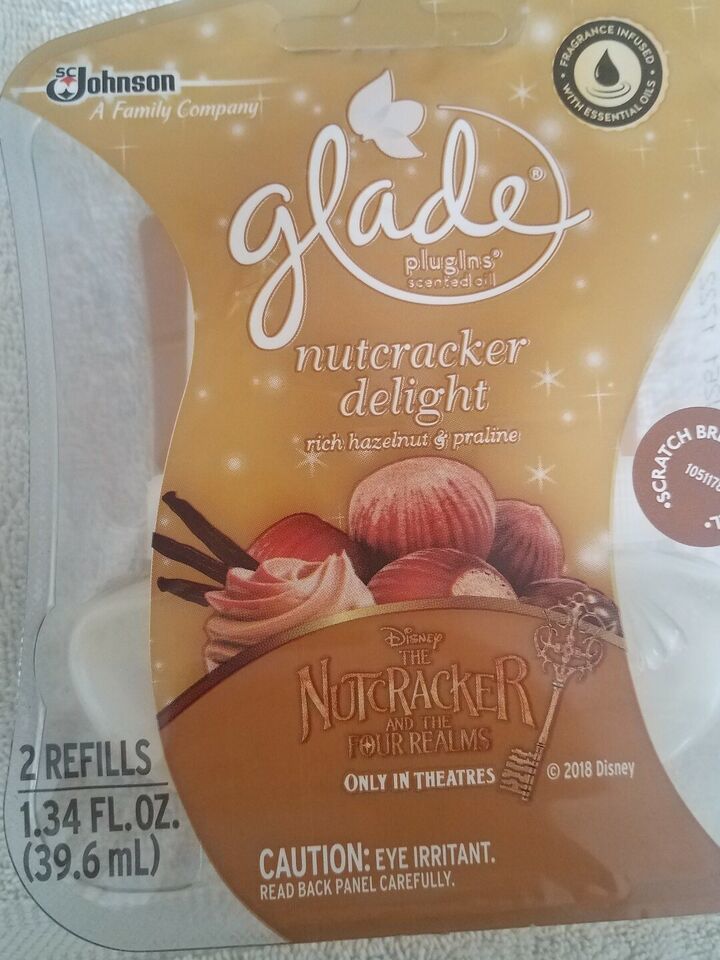 SC Johnson
A Family Company
FRAGRANCE INFUSED
WITH ESSENTIAL OILS
glade®
plugIns®
scented oil
nutcracker
delight
rich hazelnut & praline
SCRATCH
Disney
THE
NUTCRACKER
AND THE
FOUR REALMS
ONLY IN THEATRES
© 2018 Disney
2 REFILLS
1.34 FL. OZ.
(39.6 mL)
CAUTION: EYE IRRITANT.
READ BACK PANEL CAREFULLY.